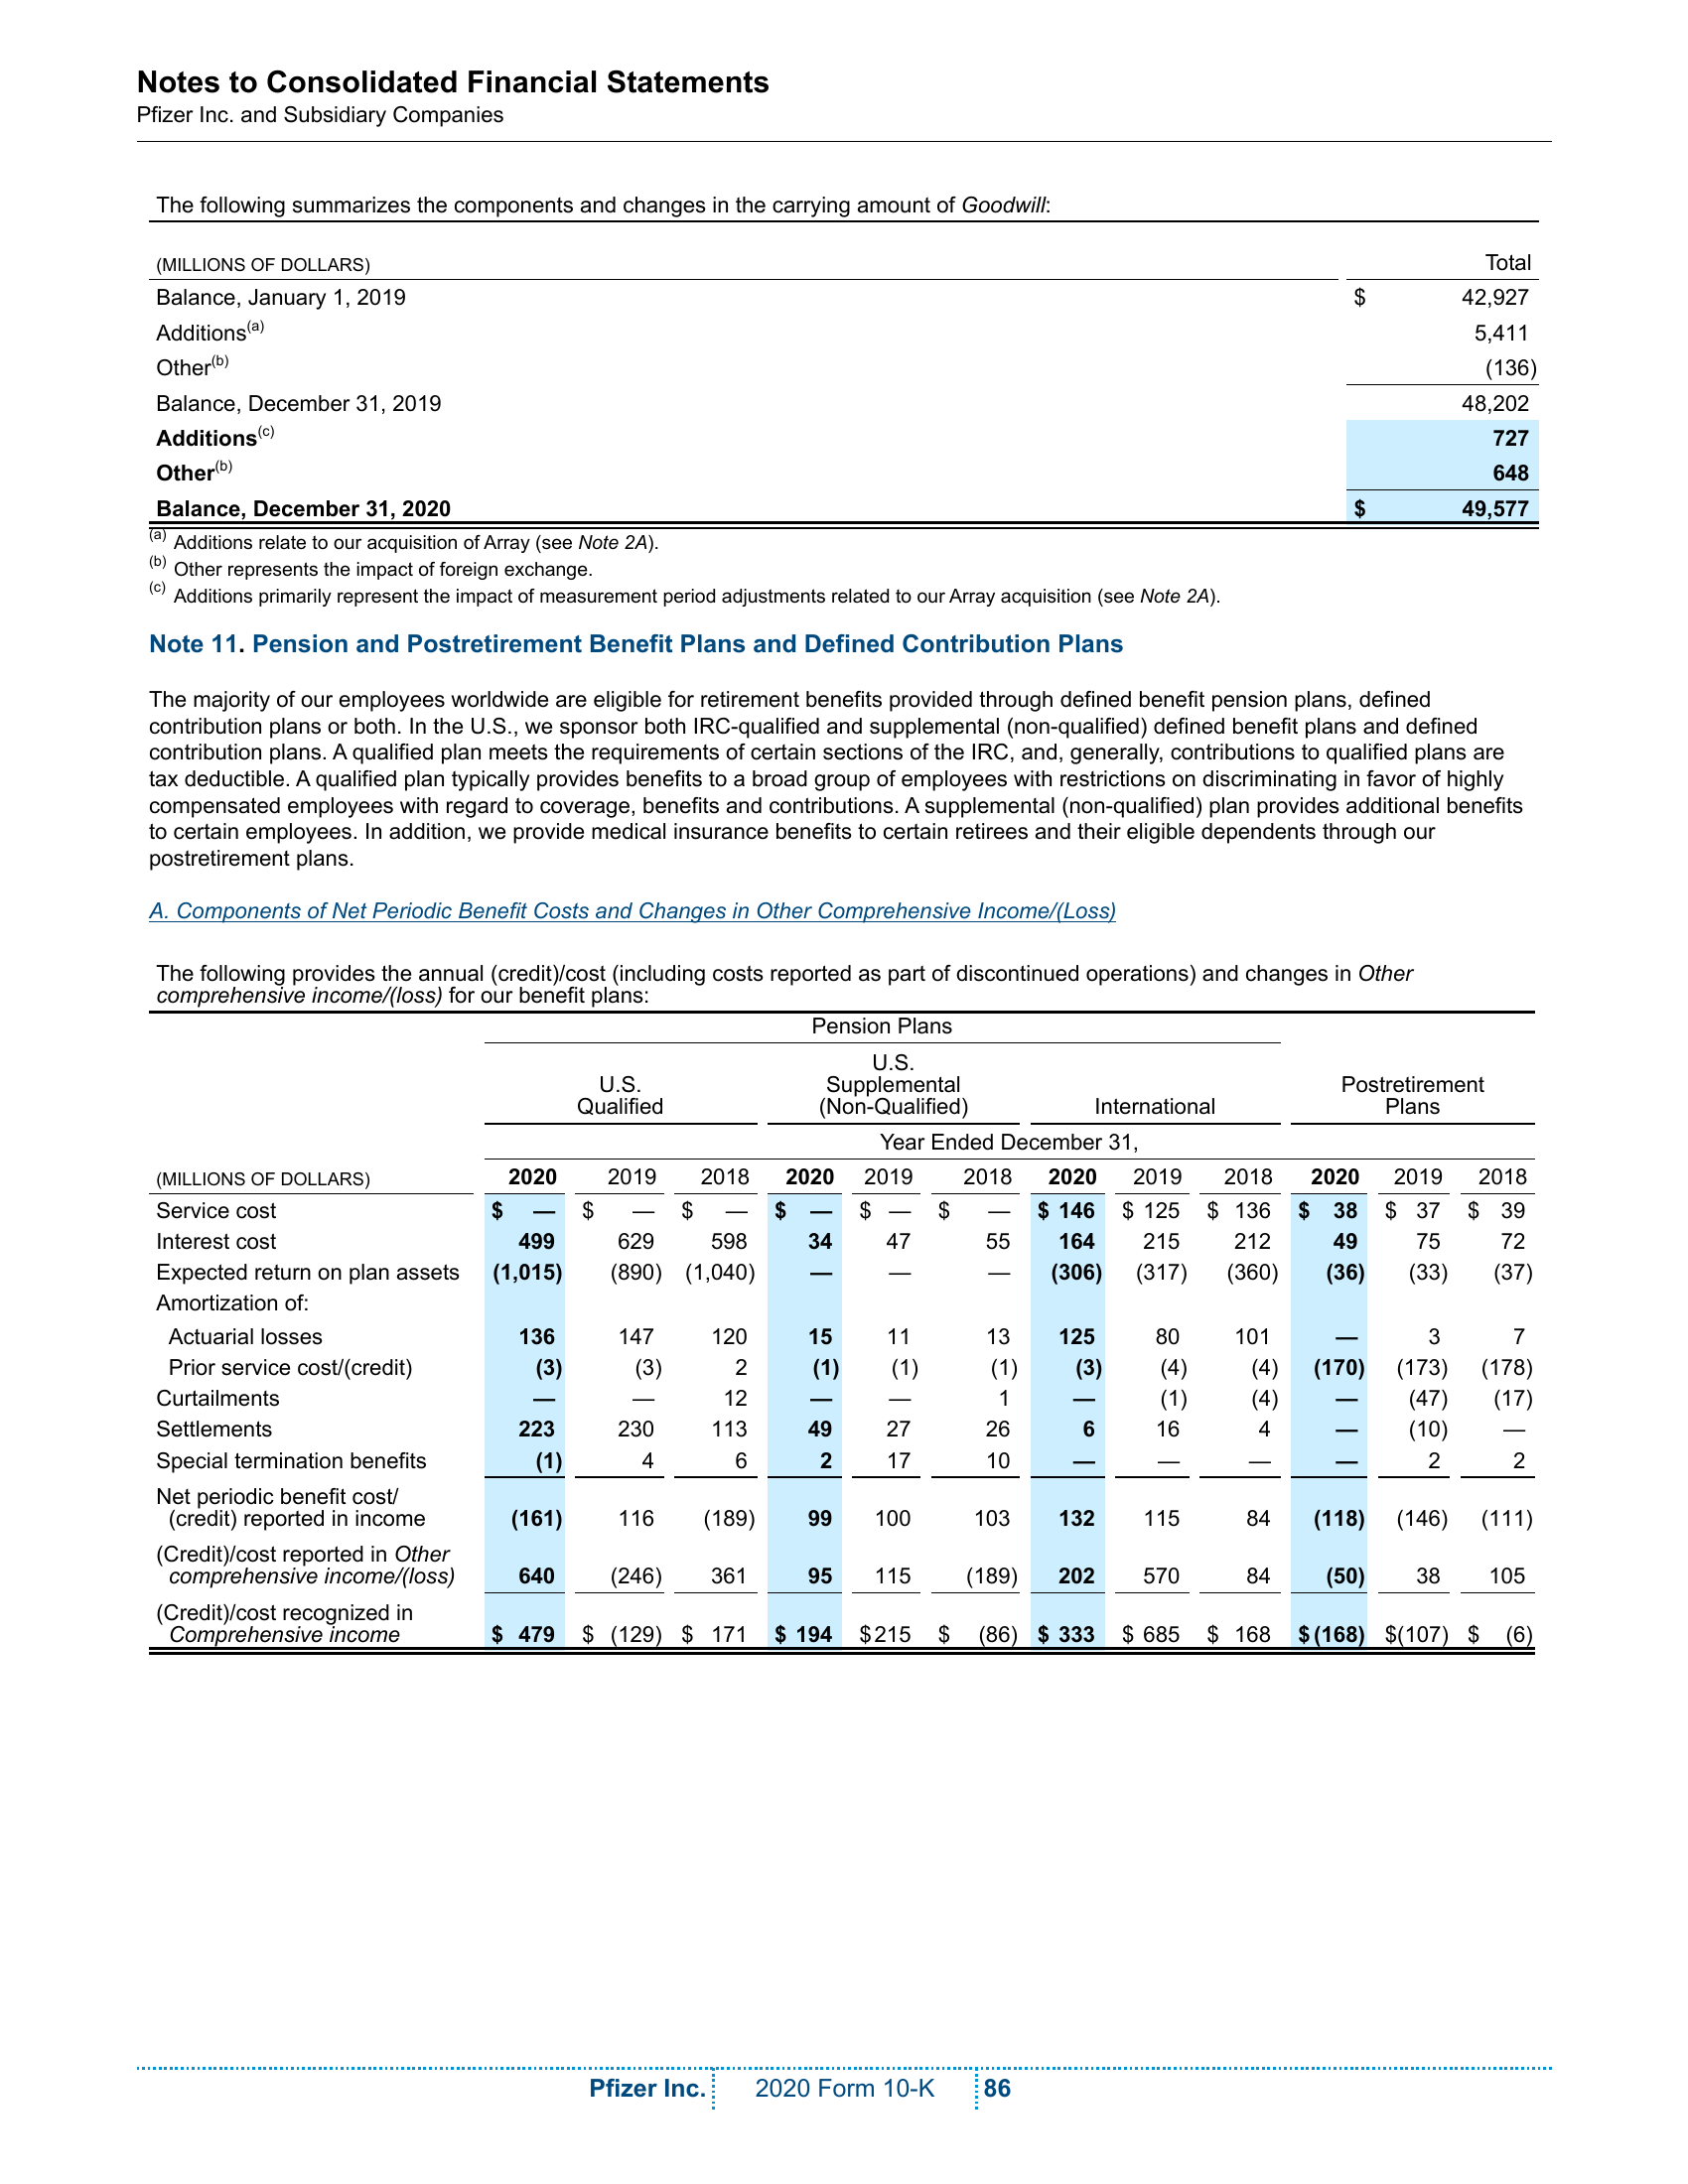 Notes to Consolidated Financial Statements
Pfizer Inc. and Subsidiary Companies
The following summarizes the components and changes in the carrying amount of Goodwill:
(MILLIONS OF DOLLARS) Total
Balance, January 1, 2019 $ 42,927
Additions(a) 5,411
Other(b) (136)
Balance, December 31, 2019 48,202
Additions(c) 727
Other(b) 648
Balance, December 31, 2020 $ 49,577
(a) Additions relate to our acquisition of Array (see Note 2A).
(b) Other represents the impact of foreign exchange.
(c) Additions primarily represent the impact of measurement period adjustments related to our Array acquisition (see Note 2A).
Note 11. Pension and Postretirement Benefit Plans and Defined Contribution Plans
The majority of our employees worldwide are eligible for retirement benefits provided through defined benefit pension plans, defined
contribution plans or both. In the U.S., we sponsor both IRC-qualified and supplemental (non-qualified) defined benefit plans and defined
contribution plans. A qualified plan meets the requirements of certain sections of the IRC, and, generally, contributions to qualified plans are
tax deductible. A qualified plan typically provides benefits to a broad group of employees with restrictions on discriminating in favor of highly
compensated employees with regard to coverage, benefits and contributions. A supplemental (non-qualified) plan provides additional benefits
to certain employees. In addition, we provide medical insurance benefits to certain retirees and their eligible dependents through our
postretirement plans.
A. Components of Net Periodic Benefit Costs and Changes in Other Comprehensive Income/(Loss)
The following provides the annual (credit)/cost (including costs reported as part of discontinued operations) and changes in Other
comprehensive income/(loss) for our benefit plans:
Pension Plans
U.S.
U.S. Supplemental Postretirement
Qualified (Non-Qualified) International Plans
Year Ended December 31,
(MILLIONS OF DOLLARS) 2020 2019 2018 2020 2019 2018 2020 2019 2018 2020 2019 2018
Service cost $ — $ — $ — $ — $ — $ — $ 146 $ 125 $ 136 $ 38 $ 37 $ 39
Interest cost 499 629 598 34 47 55 164 215 212 49 75 72
Expected return on plan assets (1,015) (890) (1,040) — — — (306) (317) (360) (36) (33) (37)
Amortization of:
Actuarial losses 136 147 120 15 11 13 125 80 101 — 3 7
Prior service cost/(credit) (3) (3) 2 (1) (1) (1) (3) (4) (4) (170) (173) (178)
Curtailments — — 12 — — 1 — (1) (4) — (47) (17)
Settlements 223 230 113 49 27 26 6 16 4 — (10) —
Special termination benefits (1) 4 6 2 17 10 — — — — 2 2
Net periodic benefit cost/
(credit) reported in income (161) 116 (189) 99 100 103 132 115 84 (118) (146) (111)
(Credit)/cost reported in Other
comprehensive income/(loss) 640 (246) 361 95 115 (189) 202 570 84 (50) 38 105
(Credit)/cost recognized in
Comprehensive income $ 479 $ (129) $ 171 $ 194 $ 215 $ (86) $ 333 $ 685 $ 168 $ (168) $ (107) $ (6)
Pfizer Inc. 2020 Form 10-K 86